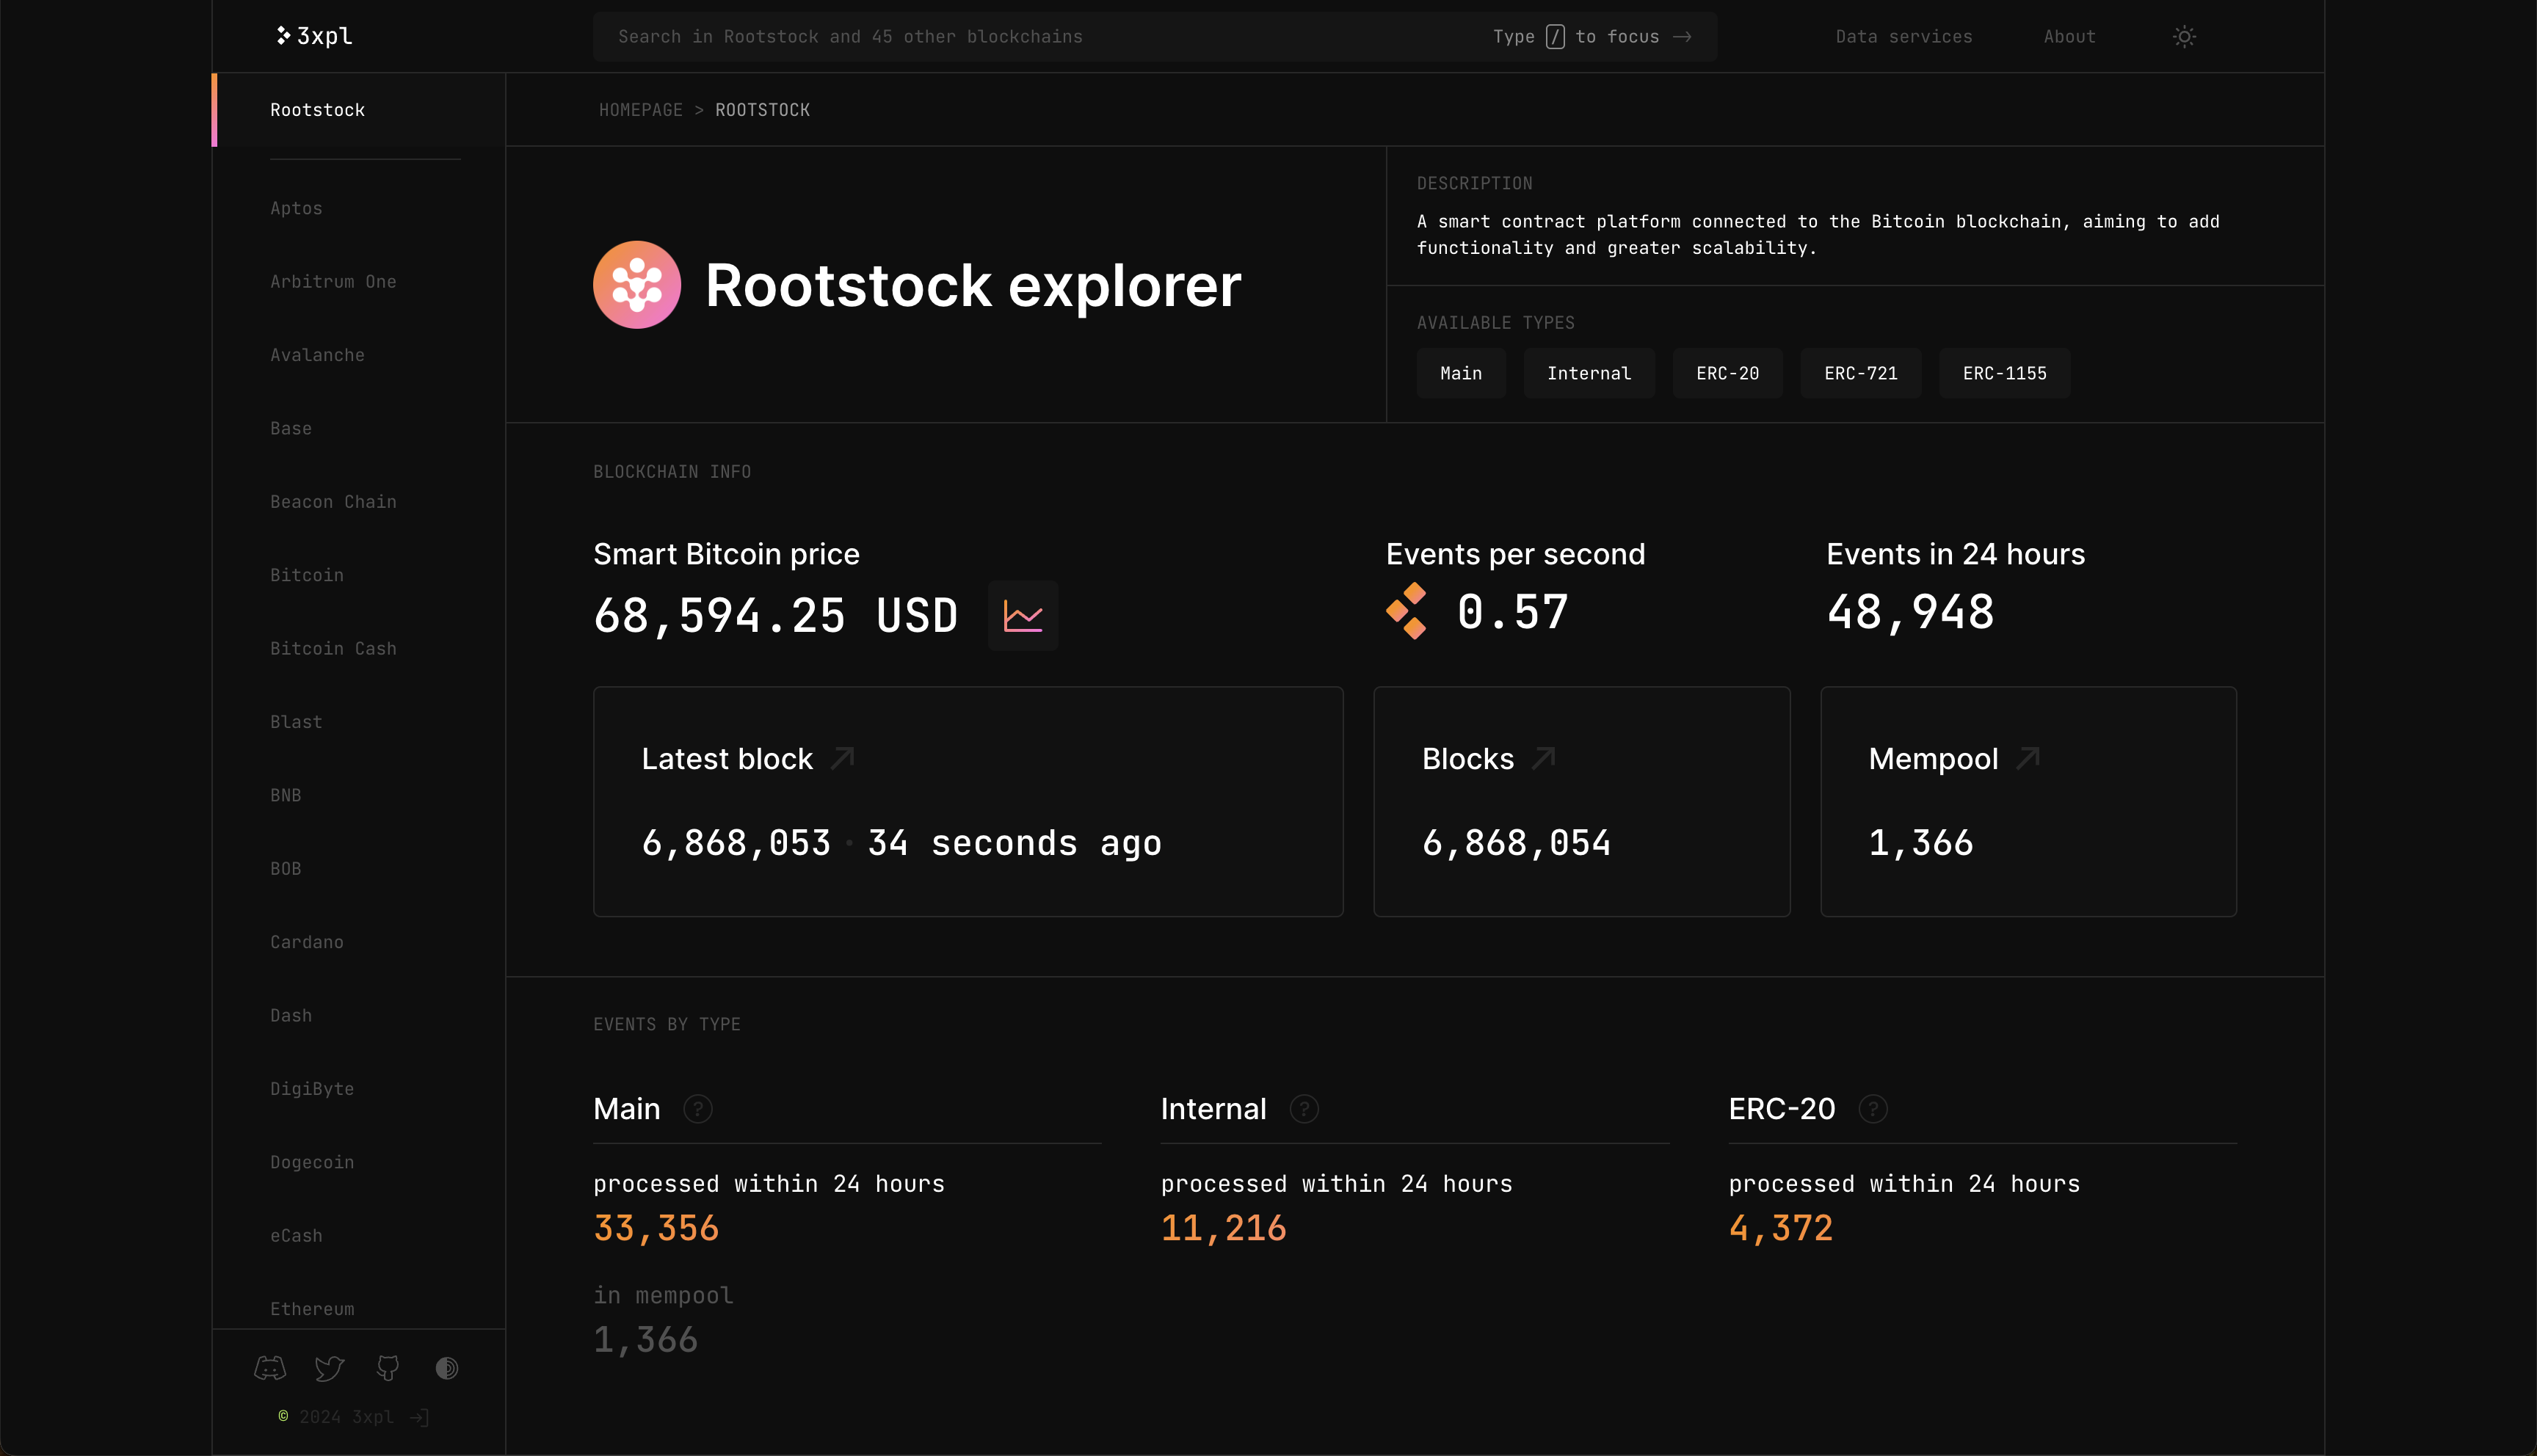 3xpl
Search in Rootstock and 45 other blockchains
Type / to focus →
Data services
About
Rootstock
Aptos
Arbitrum One
Avalanche
Base
Beacon Chain
Bitcoin
Bitcoin Cash
Blast
BNB
BOB
Cardano
Dash
DigiByte
Dogecoin
eCash
Ethereum
© 2024 3xpl
HOMEPAGE > ROOTSTOCK
Rootstock explorer
DESCRIPTION
A smart contract platform connected to the Bitcoin blockchain, aiming to add
functionality and greater scalability.
AVAILABLE TYPES
Main
Internal
ERC-20
ERC-721
ERC-1155
BLOCKCHAIN INFO
Smart Bitcoin price
68,594.25 USD
Events per second
0.57
Events in 24 hours
48,948
Latest block
6,868,053 · 34 seconds ago
Blocks
6,868,054
Mempool
1,366
EVENTS BY TYPE
Main ?
processed within 24 hours
33,356
in mempool
1,366
Internal ?
processed within 24 hours
11,216
ERC-20 ?
processed within 24 hours
4,372